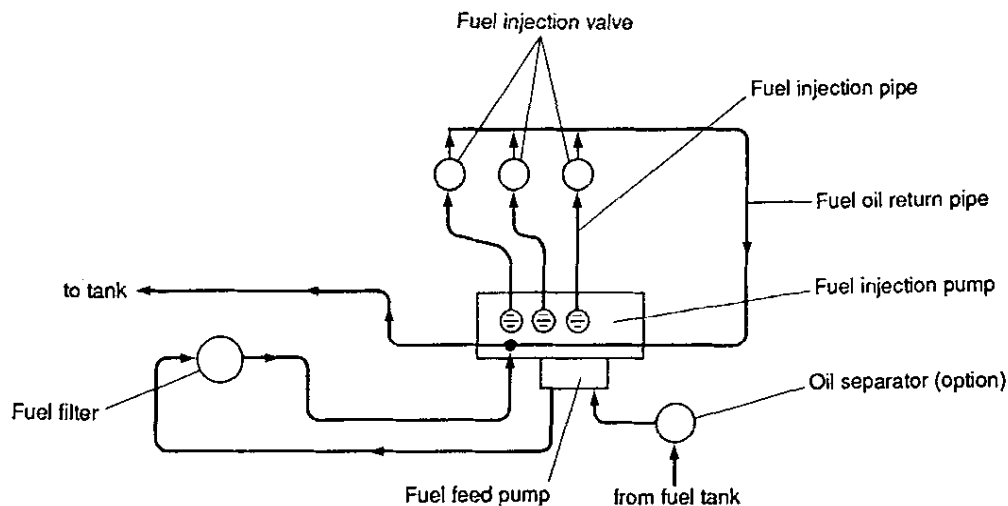 Fuel injection valve
Fuel injection pipe
Fuel oil return pipe
to tank
Fuel injection pump
Fuel filter
Oil separator (option)
Fuel feed pump
from fuel tank